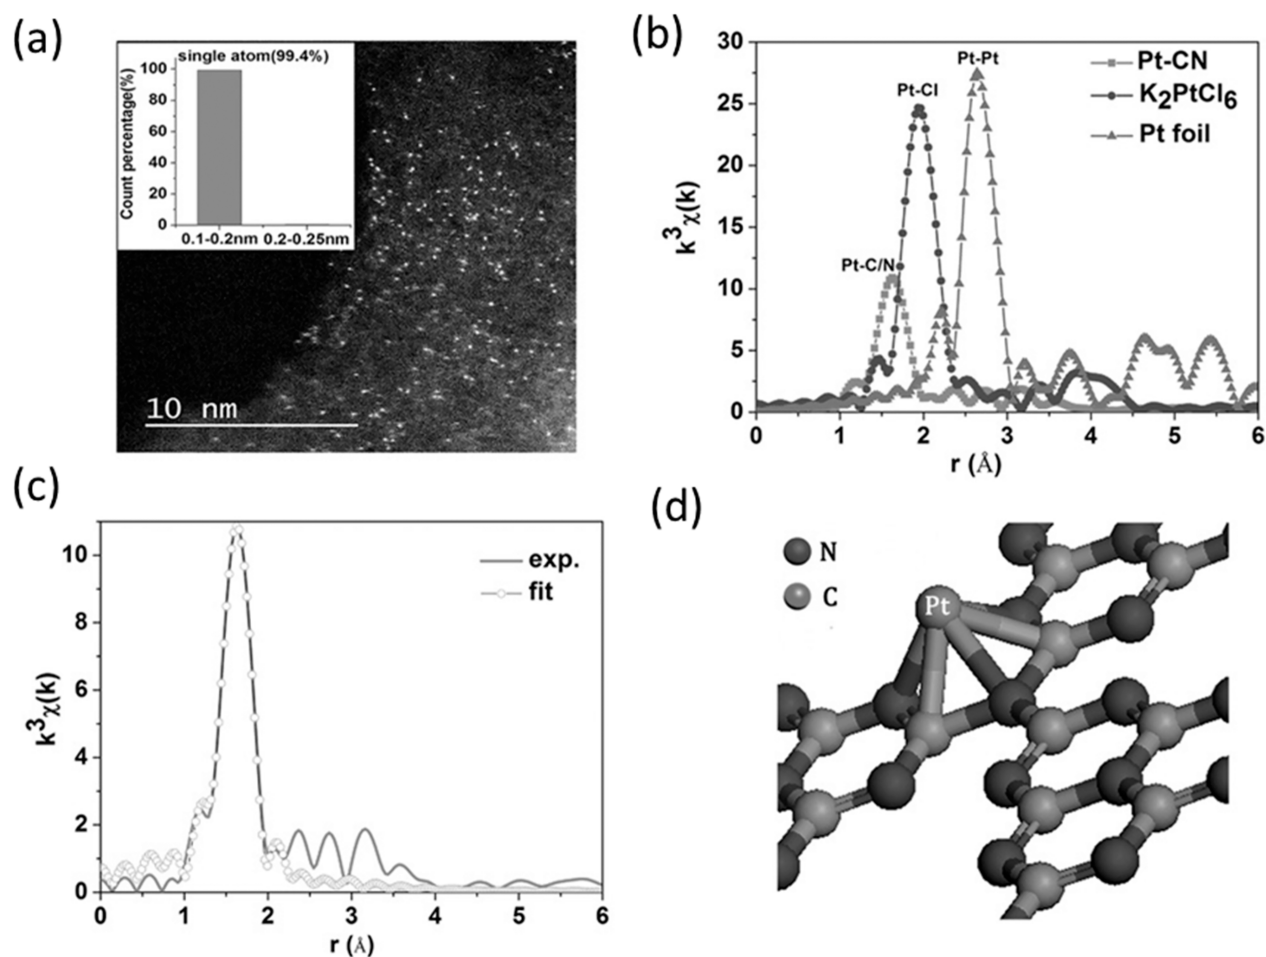 (a)
single atom(99.4%)
Count percentage(%)
100
80
60
40
20
0
0.1-0.2nm 0.2-0.25nm
10 nm
(b)
30
25
20
15
10
5
0
k³χ(k)
Pt-C/N
Pt-Cl
Pt-Pt
Pt-CN
K₂PtCl₆
Pt foil
0 1 2 3 4 5 6
r (Å)
(c)
10
8
6
4
2
0
k³χ(k)
exp.
fit
0 1 2 3 4 5 6
r (Å)
(d)
N
C
Pt